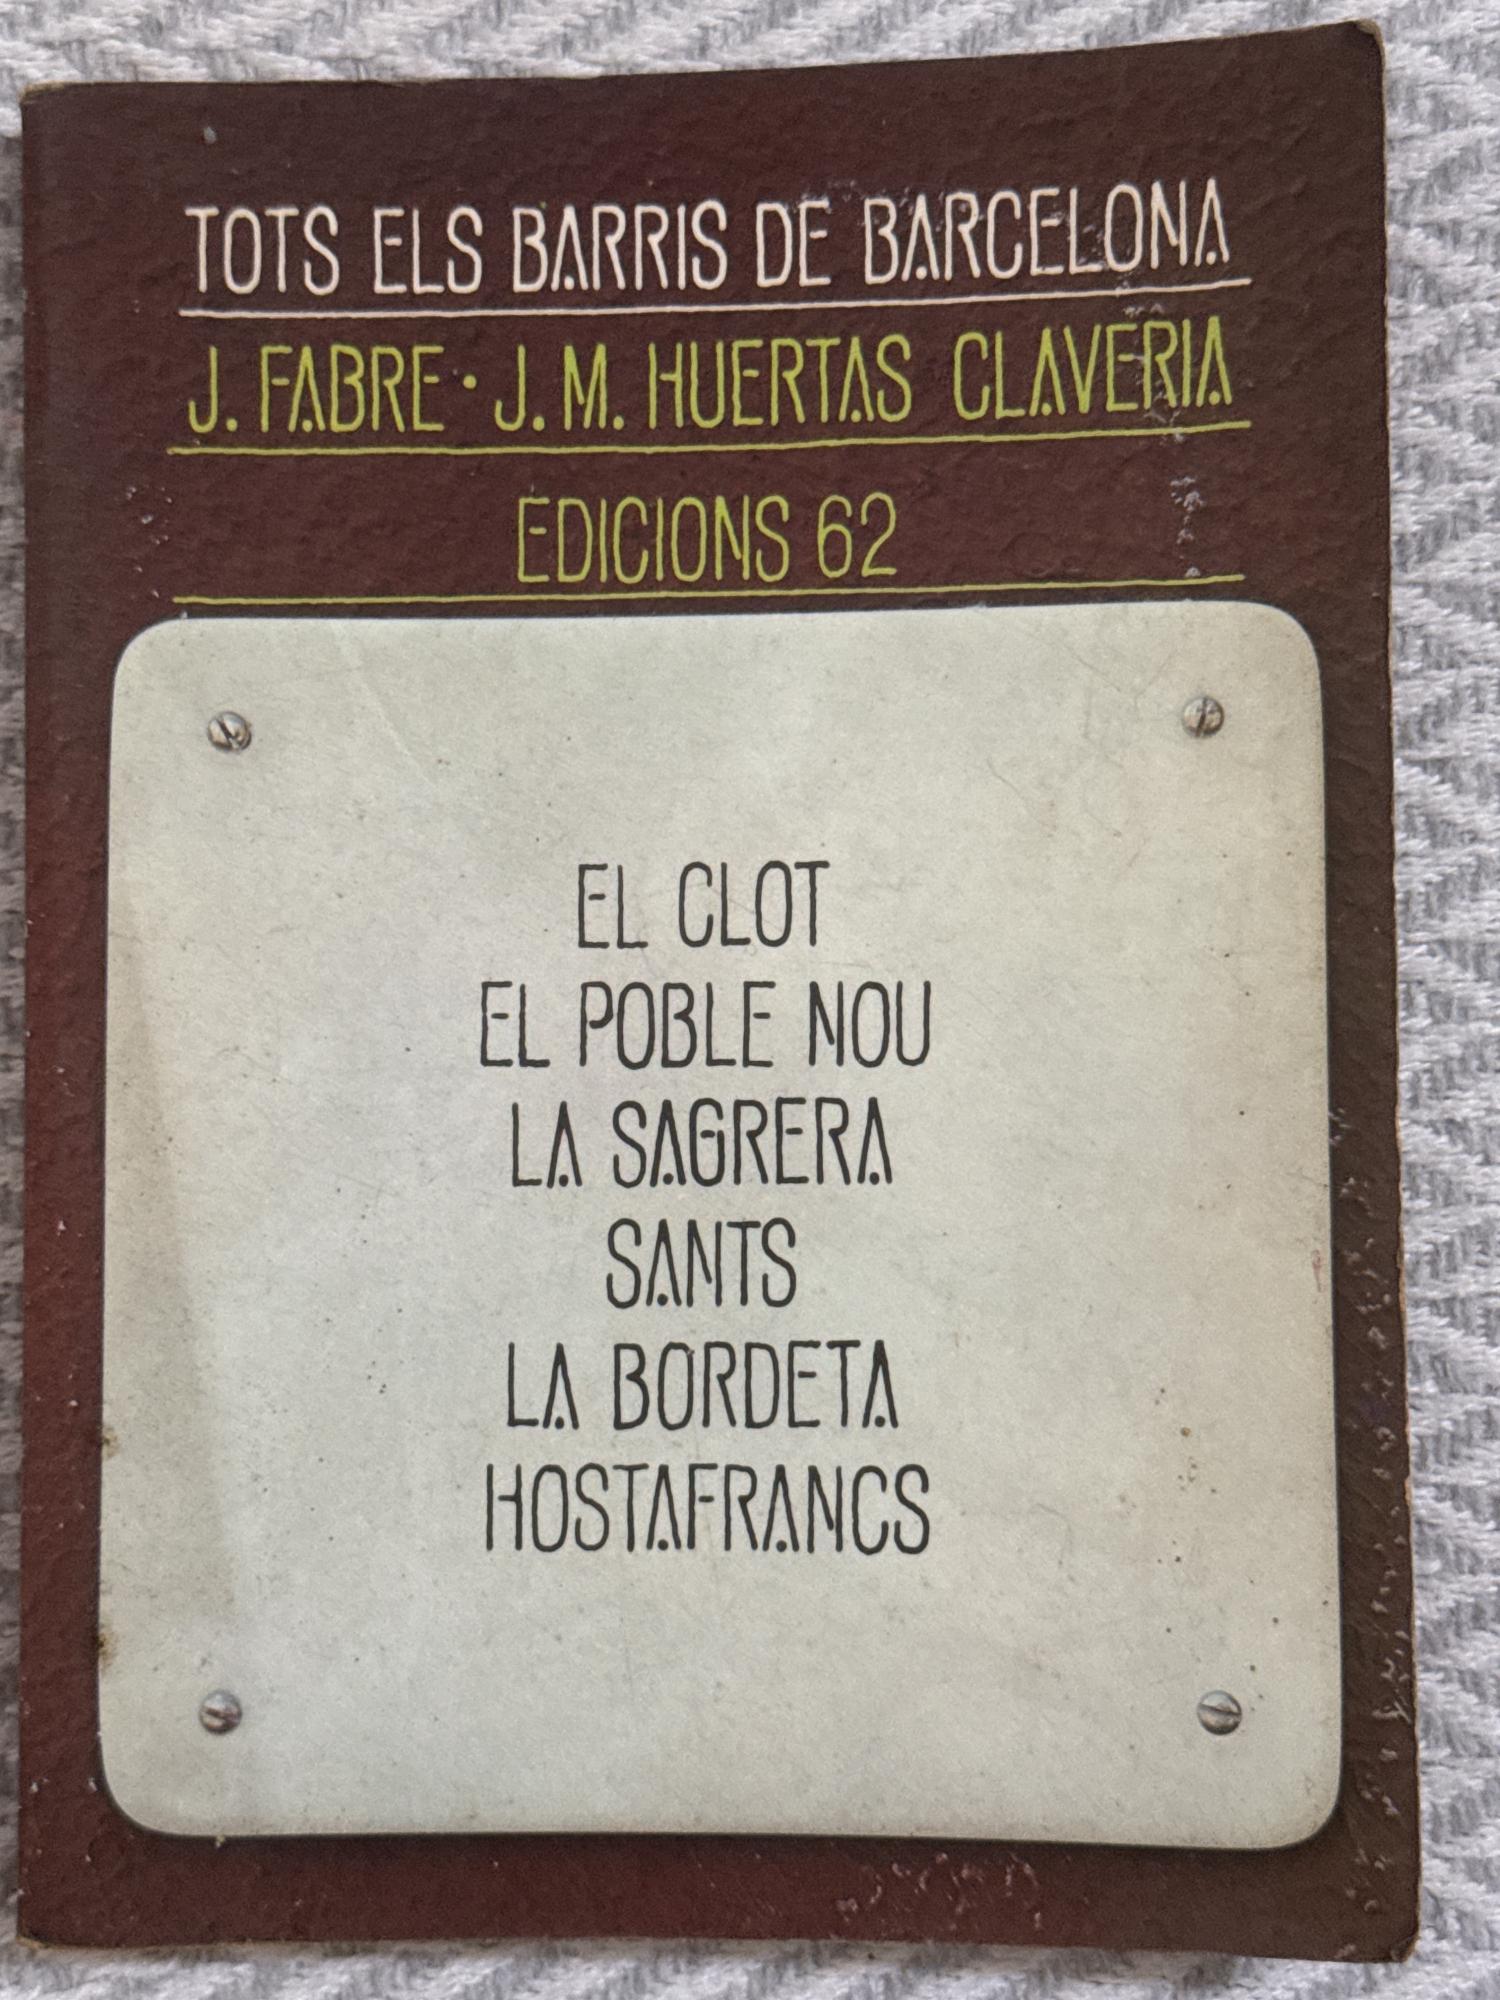 TOTS ELS BARRIS DE BARCELONA
J. FABRE · J. M. HUERTAS CLAVERIA
EDICIONS 62
EL CLOT
EL POBLE NOU
LA SAGRERA
SANTS
LA BORDETA
HOSTAFRANCS